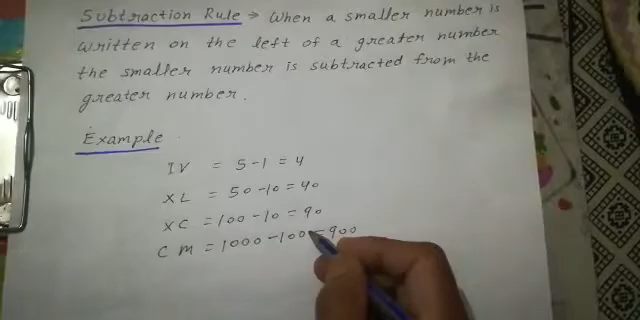 Subtraction Rule → When a smaller number is
written on the left of a greater number
the smaller number is subtracted from the
greater number.
Example
IV = 5-1 = 4
XL = 50-10 = 40
XC = 100-10 = 90
CM = 1000-100=900